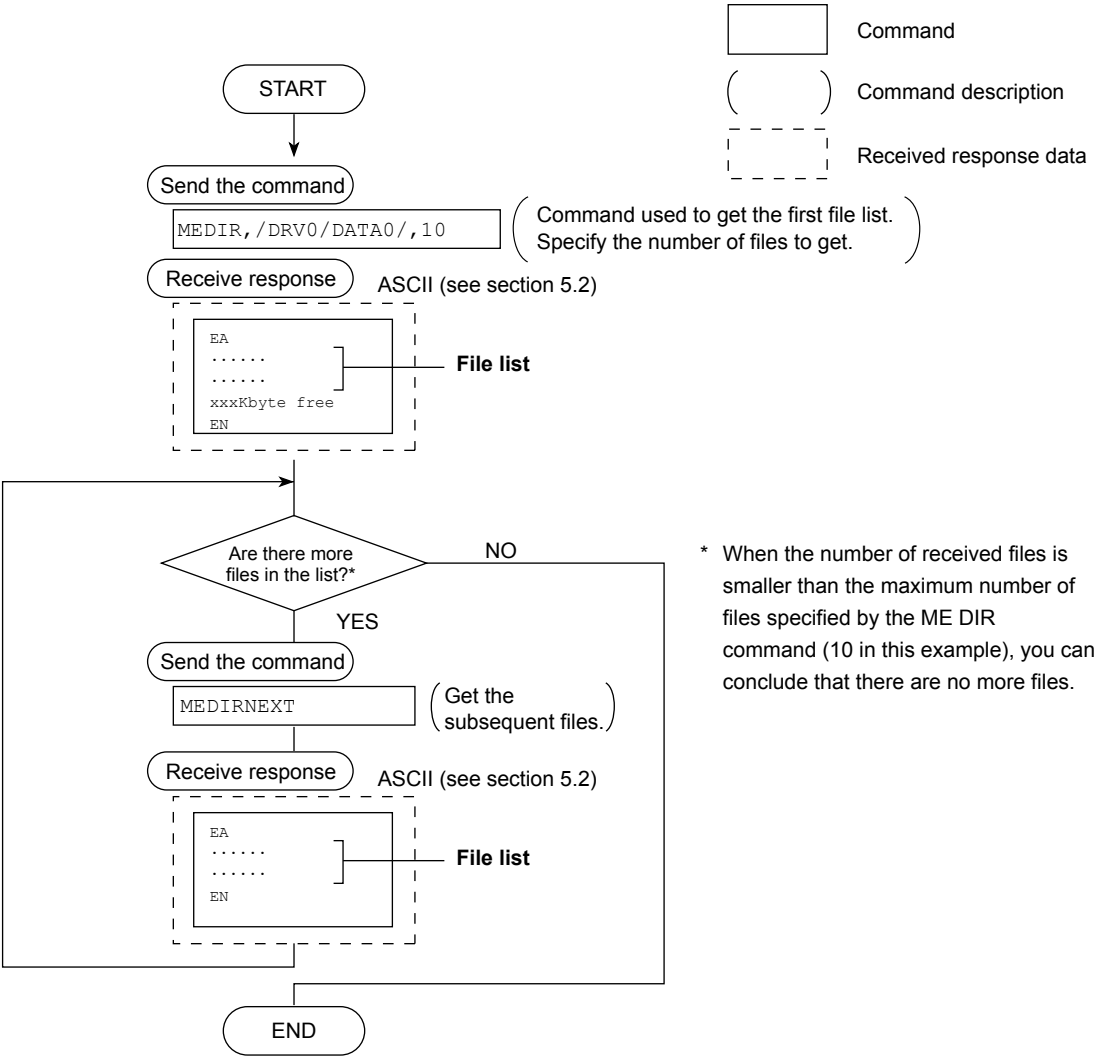 Command
START
( ) Command description
Received response data
Send the command
MEDIR,/DRV0/DATA0/,10
Command used to get the first file list.
Specify the number of files to get.
Receive response
ASCII (see section 5.2)
EA
......
......
xxxKbyte free
EN
File list
Are there more
files in the list?*
NO
YES
* When the number of received files is
smaller than the maximum number of
files specified by the ME DIR
command (10 in this example), you can
conclude that there are no more files.
Send the command
MEDIRNEXT
(Get the
subsequent files.)
Receive response
ASCII (see section 5.2)
EA
......
......
EN
File list
END